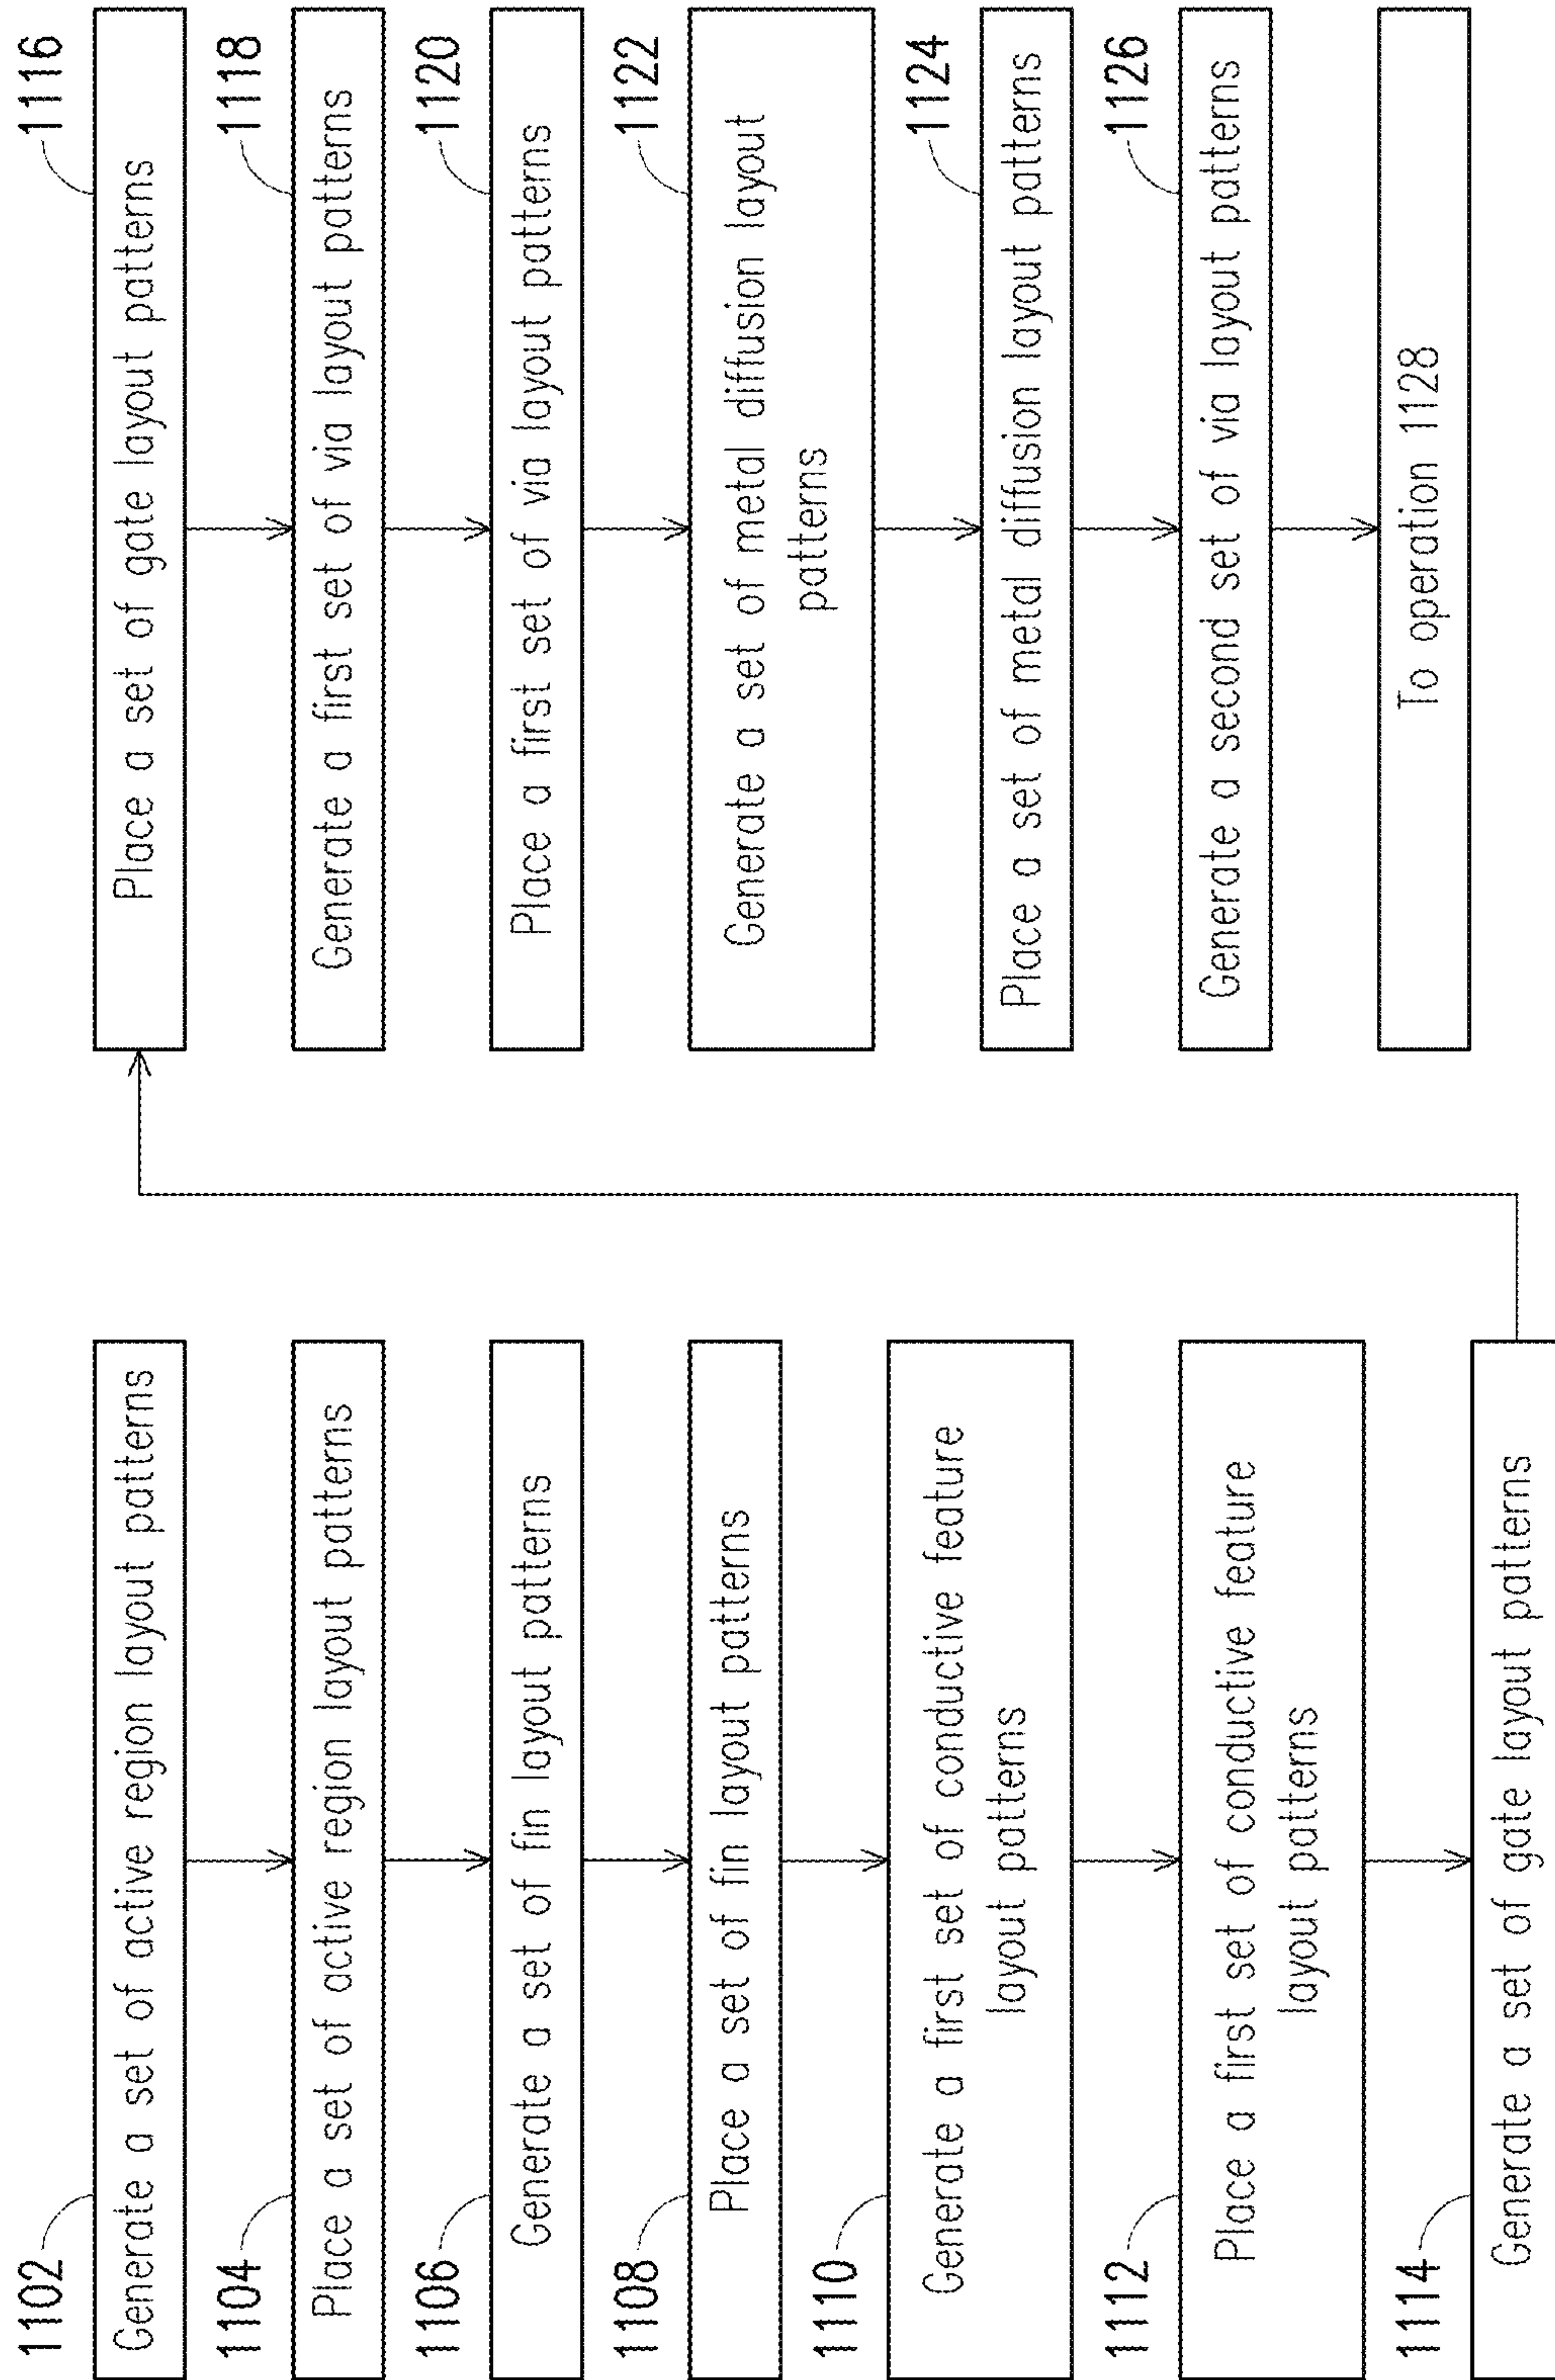 1102
Generate a set of active region layout patterns
1104
Place a set of active region layout patterns
1106
Generate a set of fin layout patterns
1108
Place a set of fin layout patterns
1110
Generate a first set of conductive feature
layout patterns
1112
Place a first set of conductive feature
layout patterns
1114
Generate a set of gate layout patterns
1116
Place a set of gate layout patterns
1118
Generate a first set of via layout patterns
1120
Place a first set of via layout patterns
1122
Generate a set of metal diffusion layout
patterns
1124
Place a set of metal diffusion layout patterns
1126
Generate a second set of via layout patterns
To operation 1128